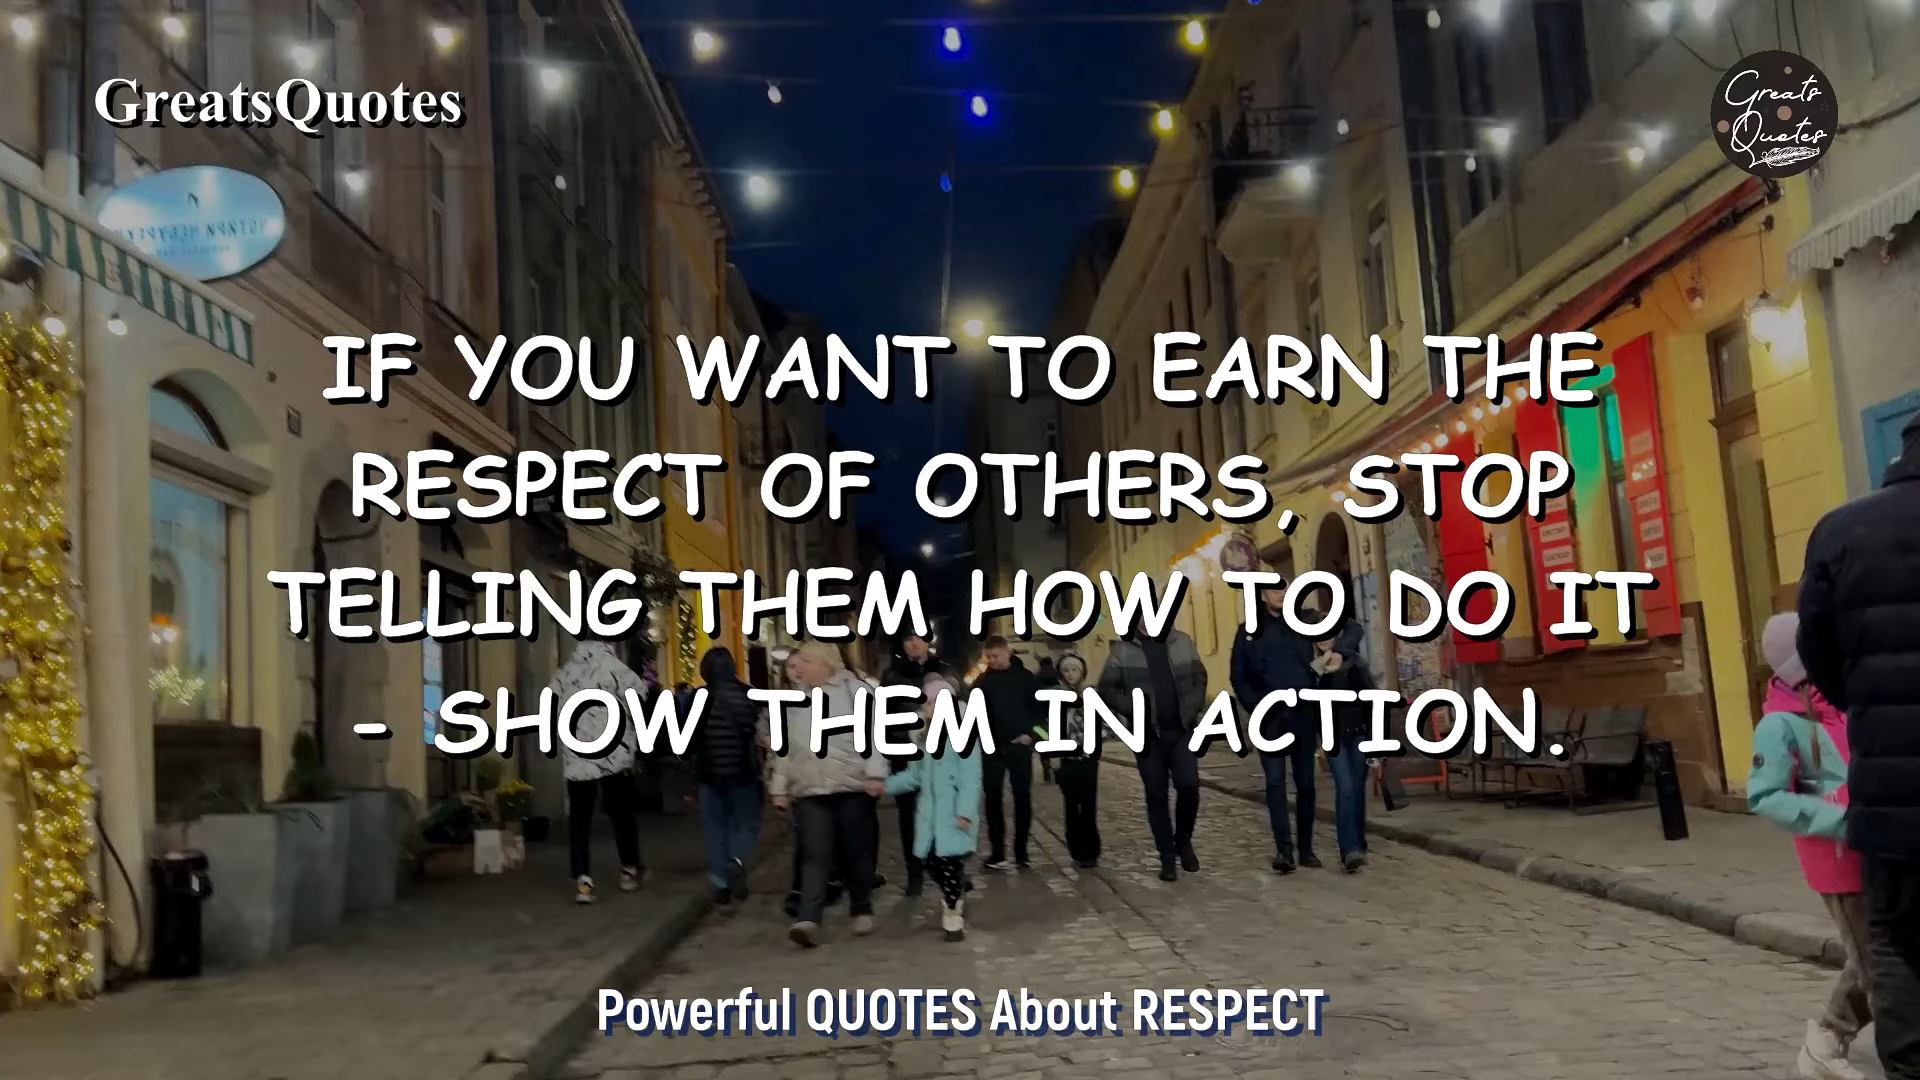 GreatsQuotes
Greats
Quotes
IF YOU WANT TO EARN THE
RESPECT OF OTHERS, STOP
TELLING THEM HOW TO DO IT
- SHOW THEM IN ACTION.
Powerful QUOTES About RESPECT